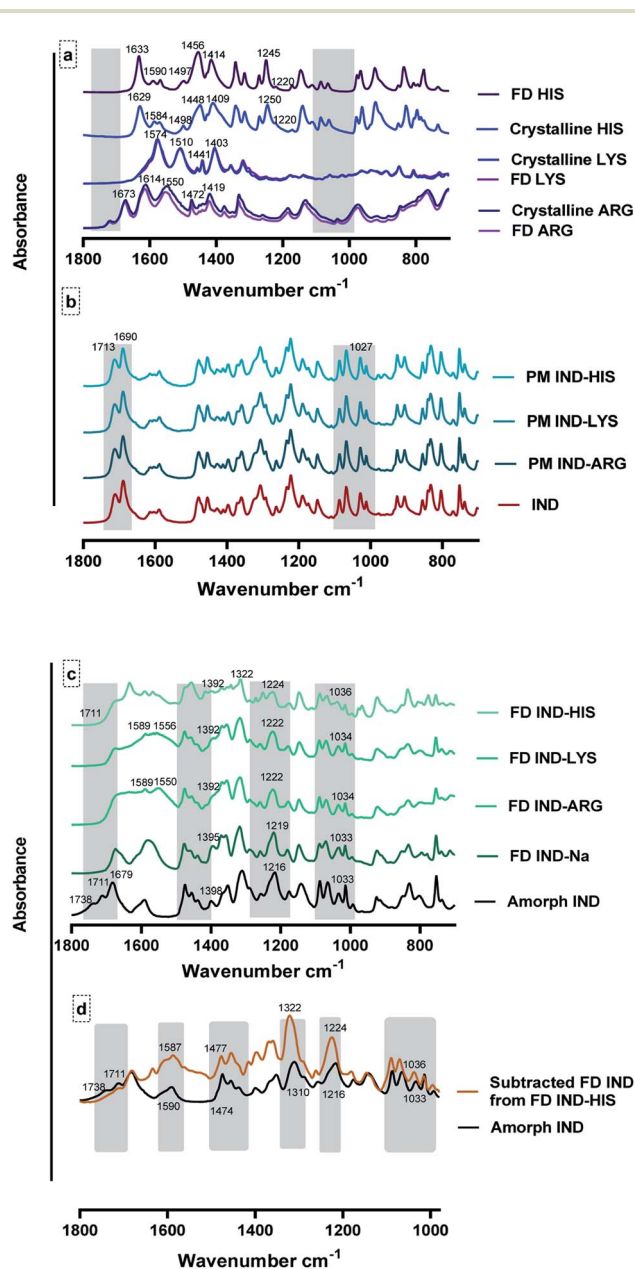 a
1633
1590
1497
1456
1414
1245
1220
FD HIS
1629
1584
1498
1448
1409
1250
1220
Crystalline HIS
1574
1510
1441
1403
Crystalline LYS
FD LYS
1673
1614
1550
1472
1419
Crystalline ARG
FD ARG
1800 1600 1400 1200 1000 800
Wavenumber cm-1
Absorbance
b
1713
1690
1027
PM IND-HIS
PM IND-LYS
PM IND-ARG
IND
1800 1600 1400 1200 1000 800
Wavenumber cm-1
c
1711
1392
1322
1224
1036
FD IND-HIS
1589 1556
1392
1222
1034
FD IND-LYS
1589 1550
1392
1222
1034
FD IND-ARG
1395
1219
1033
FD IND-Na
1738
1711
1679
1398
1216
1033
Amorph IND
1800 1600 1400 1200 1000 800
Wavenumber cm-1
Absorbance
d
1738
1711
1587
1590
1477
1474
1322
1310
1224
1216
1036
1033
Subtracted FD IND
from FD IND-HIS
Amorph IND
1800 1600 1400 1200 1000
Wavenumber cm-1